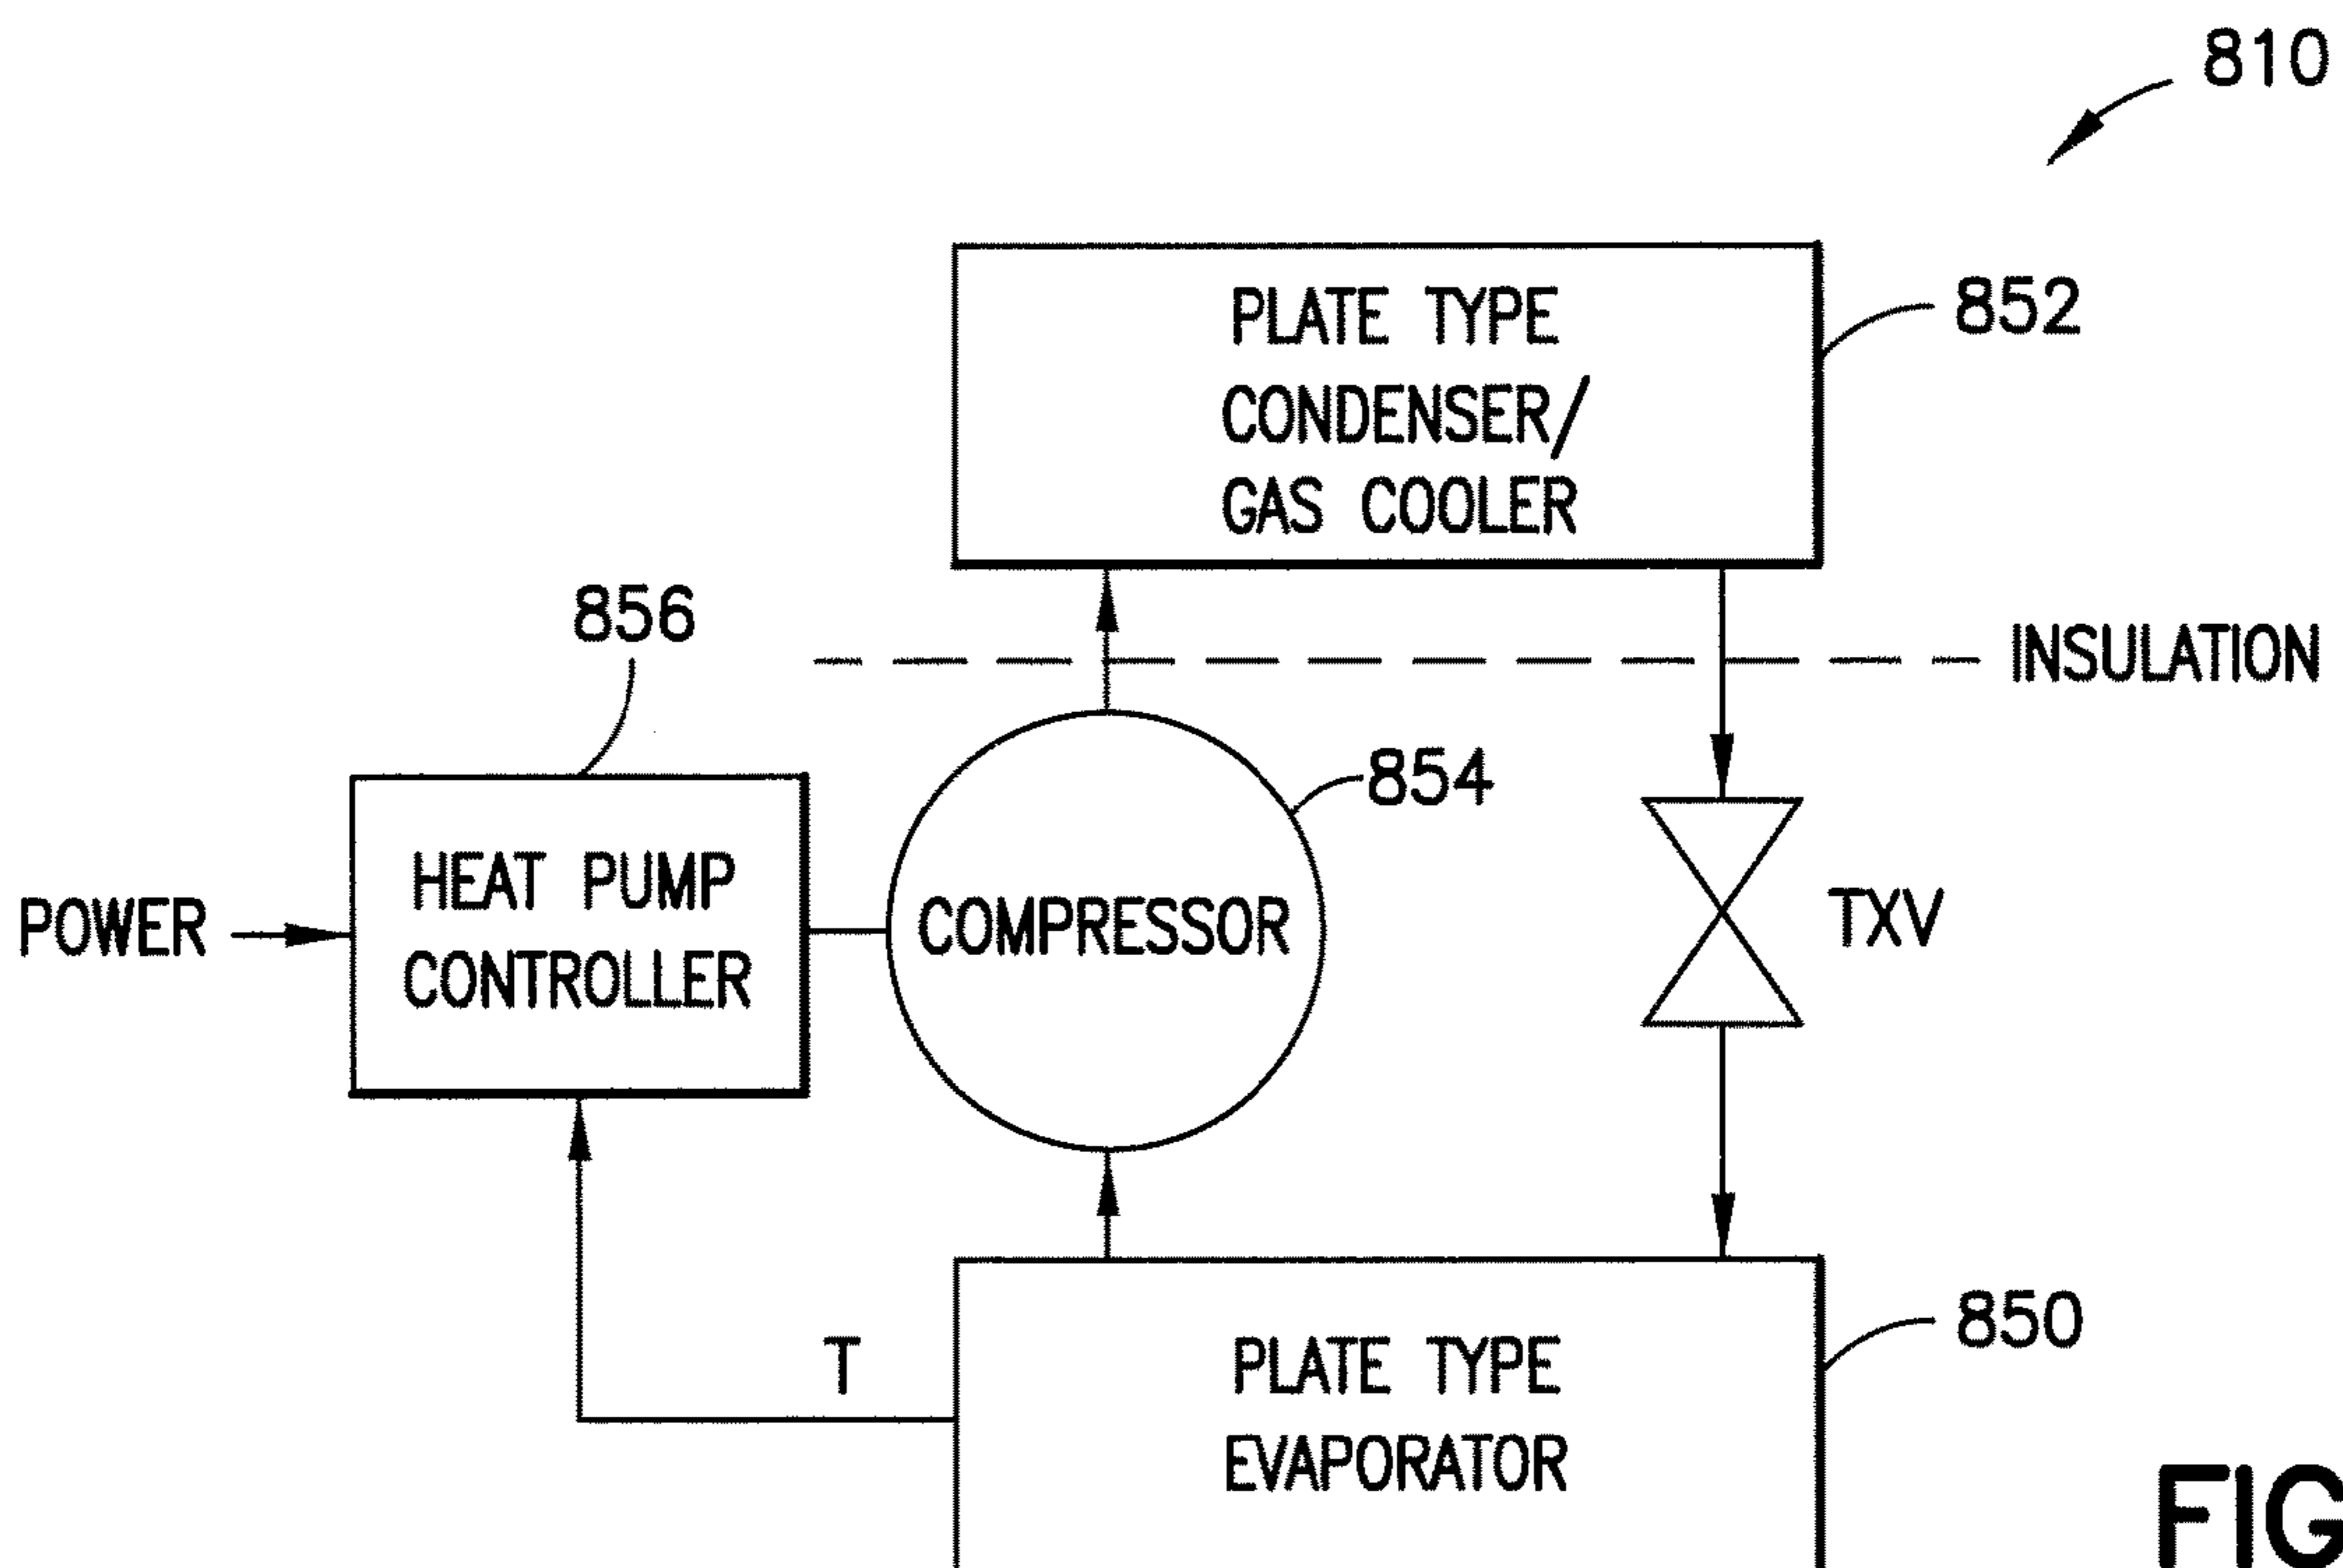 810
PLATE TYPE
CONDENSER/
GAS COOLER
852
856
INSULATION
854
HEAT PUMP
CONTROLLER
POWER
COMPRESSOR
TXV
850
T
PLATE TYPE
EVAPORATOR
FIG